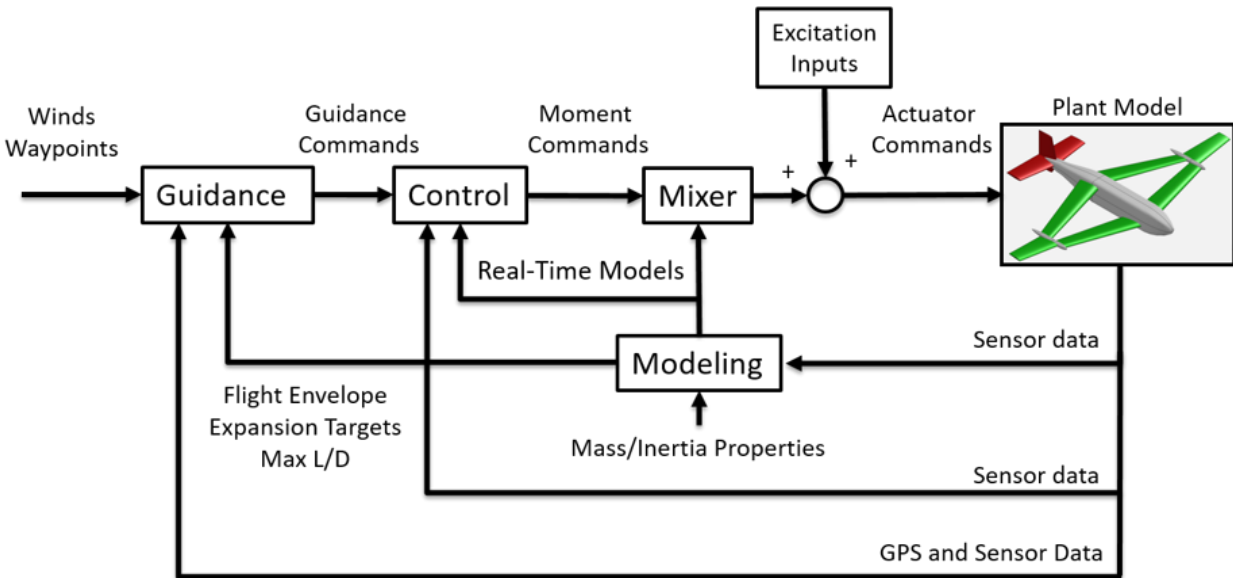 Excitation
Inputs
Winds
Waypoints
Guidance
Commands
Moment
Commands
Actuator
Commands
Plant Model
+
+
Guidance
Control
Mixer
Real-Time Models
Modeling
Sensor data
Flight Envelope
Expansion Targets
Max L/D
Mass/Inertia Properties
Sensor data
GPS and Sensor Data